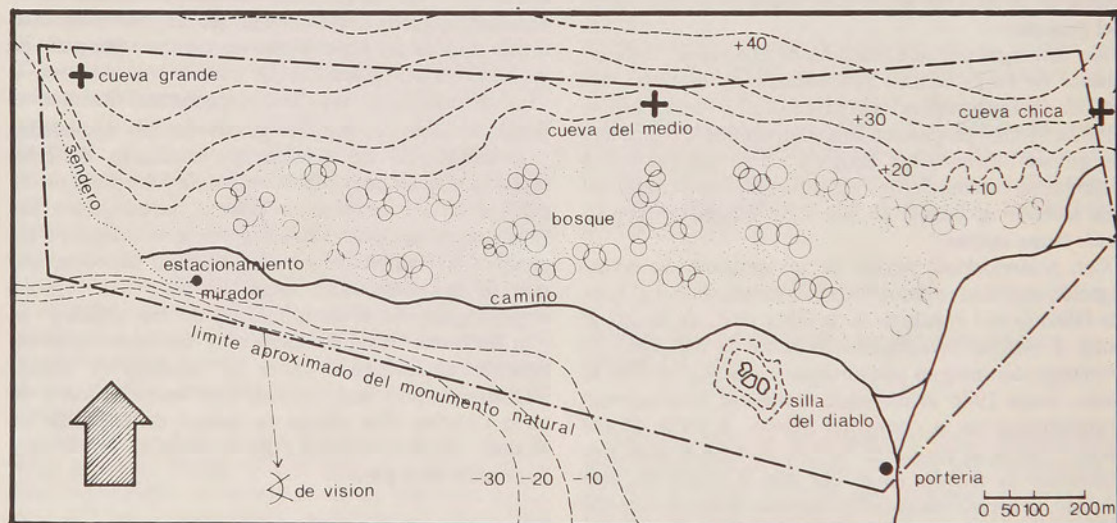 +40
cueva grande
cueva del medio
+30
cueva chica
+20
+10
sendero
bosque
estacionamiento
mirador
camino
limite aproximado del monumento natural
silla
del diablo
de vision
-30
-20
-10
porteria
0 50 100 200m